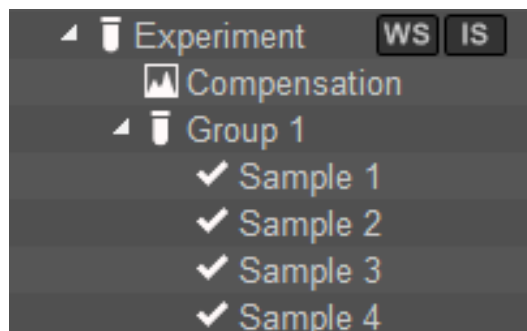 Experiment WS IS
Compensation
Group 1
Sample 1
Sample 2
Sample 3
Sample 4